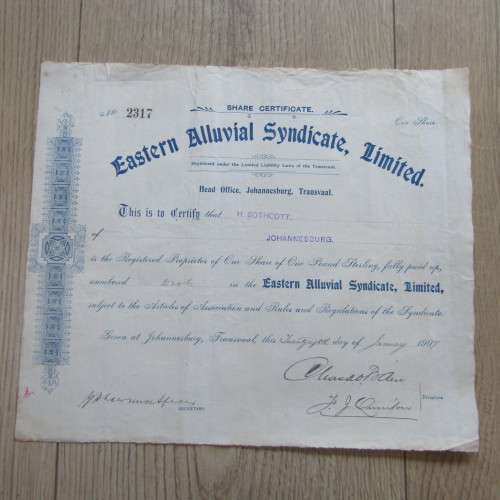 SHARE CERTIFICATE.
No. 2317
One Share
Eastern Alluvial Syndicate, Limited.
Registered under the Limited Liability Laws of the Transvaal.
Head Office, Johannesburg, Transvaal.
This is to Certify that H. SOTHCOTT,
of JOHANNESBURG.
is the Registered Proprietor of One Share of One Pound Sterling, fully paid up,
numbered in the Eastern Alluvial Syndicate, Limited,
subject to the Articles of Association and Rules and Regulations of the Syndicate.
Given at Johannesburg, Transvaal, this day of January 1907
SECRETARY.
Directors